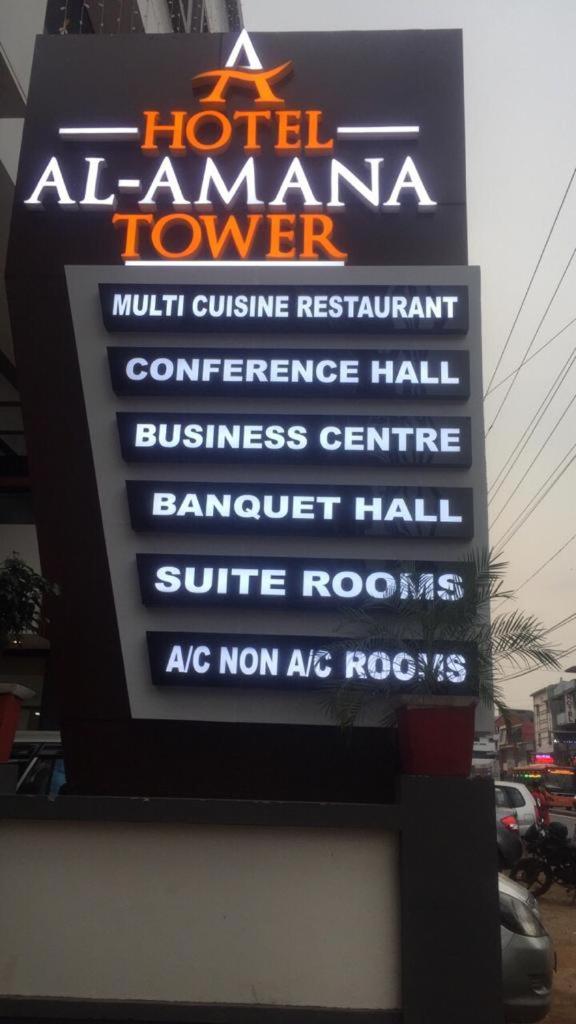 HOTEL
AL-AMANA
TOWER
MULTI CUISINE RESTAURANT
CONFERENCE HALL
BUSINESS CENTRE
BANQUET HALL
SUITE ROOMS
A/C NON A/C ROOMS